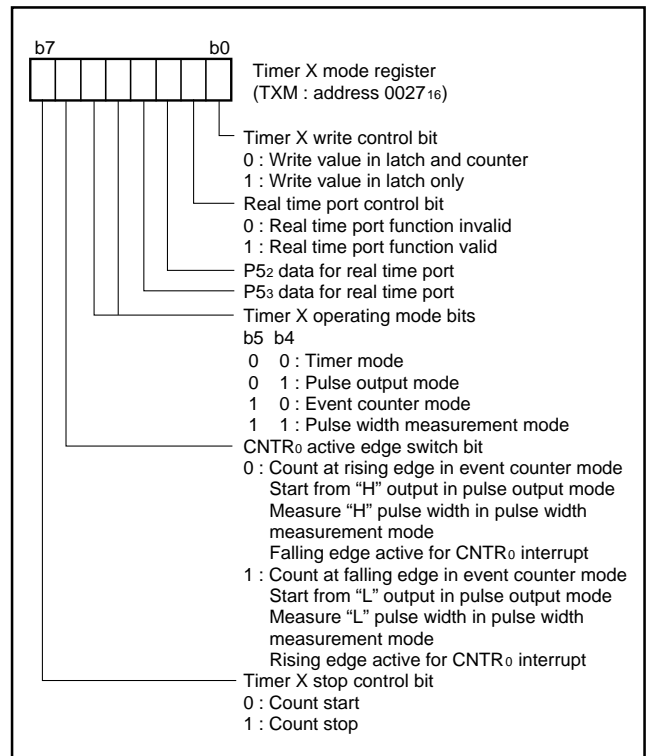 b7 b0
Timer X mode register
(TXM : address 002716)
Timer X write control bit
0 : Write value in latch and counter
1 : Write value in latch only
Real time port control bit
0 : Real time port function invalid
1 : Real time port function valid
P52 data for real time port
P53 data for real time port
Timer X operating mode bits
b5 b4
0 0 : Timer mode
0 1 : Pulse output mode
1 0 : Event counter mode
1 1 : Pulse width measurement mode
CNTR0 active edge switch bit
0 : Count at rising edge in event counter mode
Start from “H” output in pulse output mode
Measure “H” pulse width in pulse width
measurement mode
Falling edge active for CNTR0 interrupt
1 : Count at falling edge in event counter mode
Start from “L” output in pulse output mode
Measure “L” pulse width in pulse width
measurement mode
Rising edge active for CNTR0 interrupt
Timer X stop control bit
0 : Count start
1 : Count stop